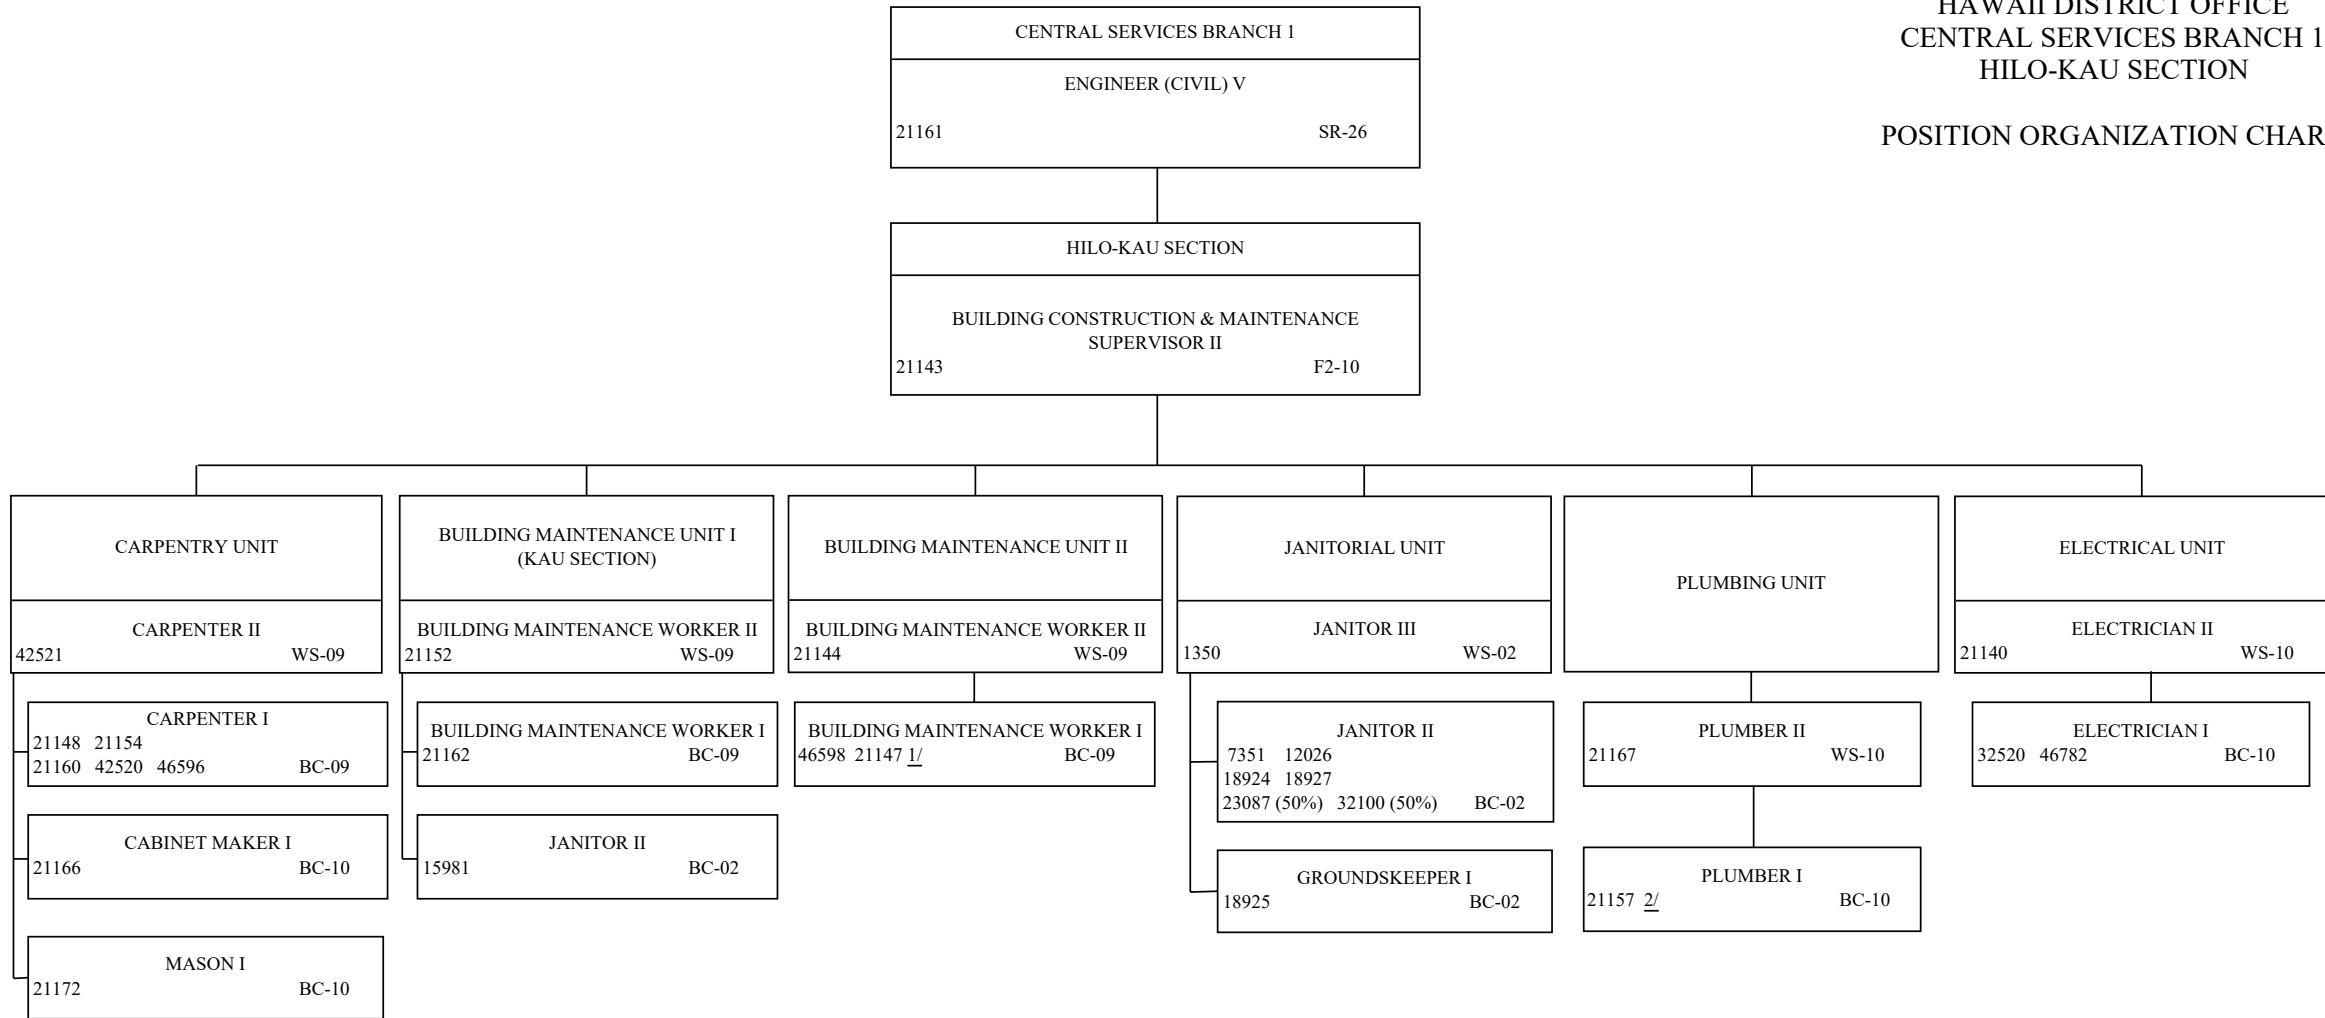 HAWAII DISTRICT OFFICE
CENTRAL SERVICES BRANCH 1
HILO-KAU SECTION
POSITION ORGANIZATION CHAR
CENTRAL SERVICES BRANCH 1
ENGINEER (CIVIL) V
21161 SR-26
HILO-KAU SECTION
BUILDING CONSTRUCTION & MAINTENANCE
SUPERVISOR II
21143 F2-10
CARPENTRY UNIT
CARPENTER II
42521 WS-09
CARPENTER I
21148 21154
21160 42520 46596 BC-09
CABINET MAKER I
21166 BC-10
MASON I
21172 BC-10
BUILDING MAINTENANCE UNIT I
(KAU SECTION)
BUILDING MAINTENANCE WORKER II
21152 WS-09
BUILDING MAINTENANCE WORKER I
21162 BC-09
JANITOR II
15981 BC-02
BUILDING MAINTENANCE UNIT II
BUILDING MAINTENANCE WORKER II
21144 WS-09
BUILDING MAINTENANCE WORKER I
46598 21147 1/ BC-09
JANITORIAL UNIT
JANITOR III
1350 WS-02
JANITOR II
7351 12026
18924 18927
23087 (50%) 32100 (50%) BC-02
GROUNDSKEEPER I
18925 BC-02
PLUMBING UNIT
PLUMBER II
21167 WS-10
PLUMBER I
21157 2/ BC-10
ELECTRICAL UNIT
ELECTRICIAN II
21140 WS-10
ELECTRICIAN I
32520 46782 BC-10